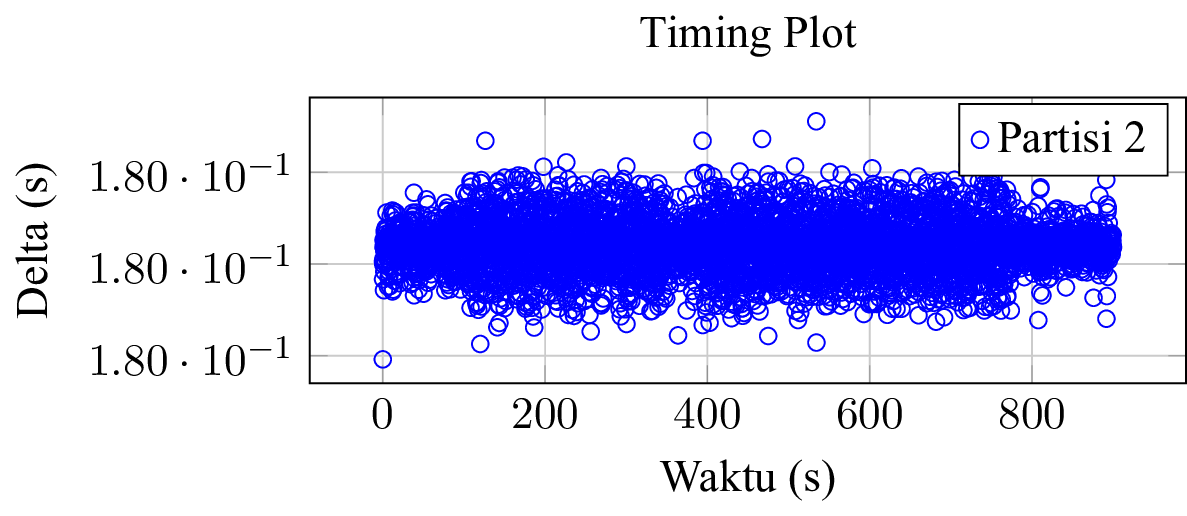 Timing Plot
Partisi 2
Delta (s)
1.80 · 10⁻¹
1.80 · 10⁻¹
1.80 · 10⁻¹
0 200 400 600 800
Waktu (s)